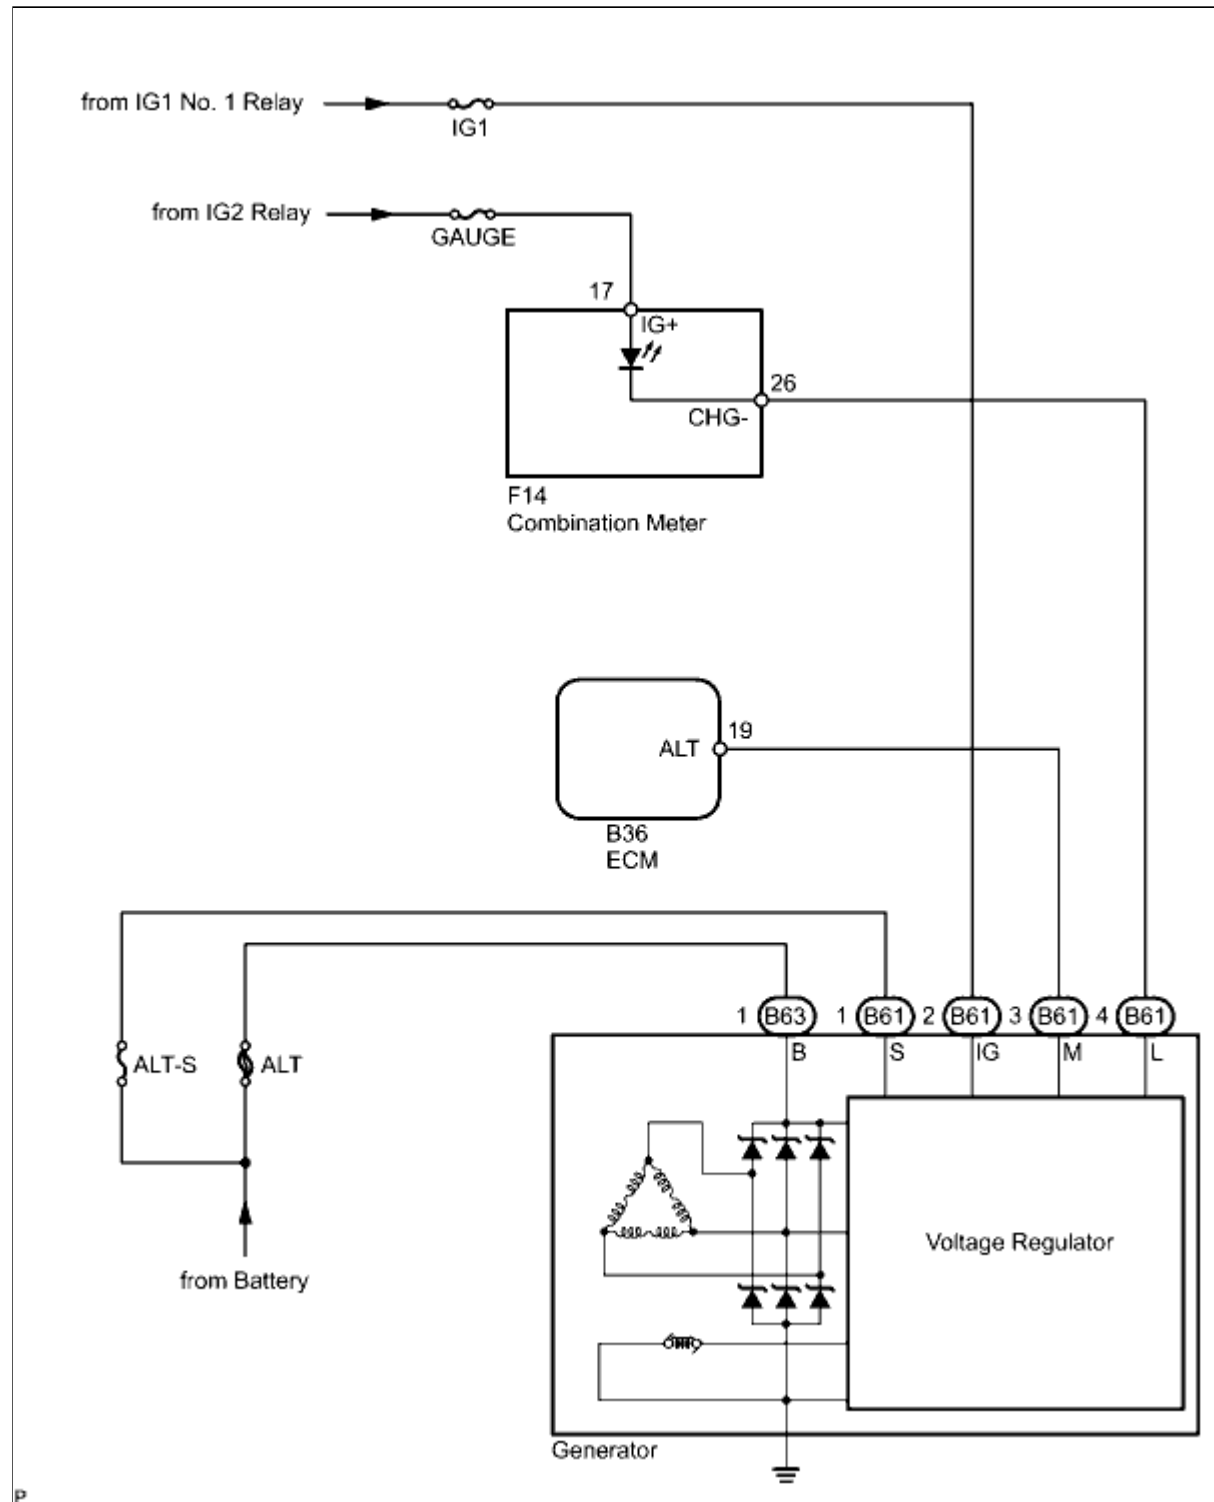 from IG1 No. 1 Relay
IG1
from IG2 Relay
GAUGE
17
IG+
26
CHG-
F14
Combination Meter
19
ALT
B36
ECM
1 B63 1 B61 2 B61 3 B61 4 B61
B S IG M L
ALT-S ALT
Voltage Regulator
from Battery
Generator
P